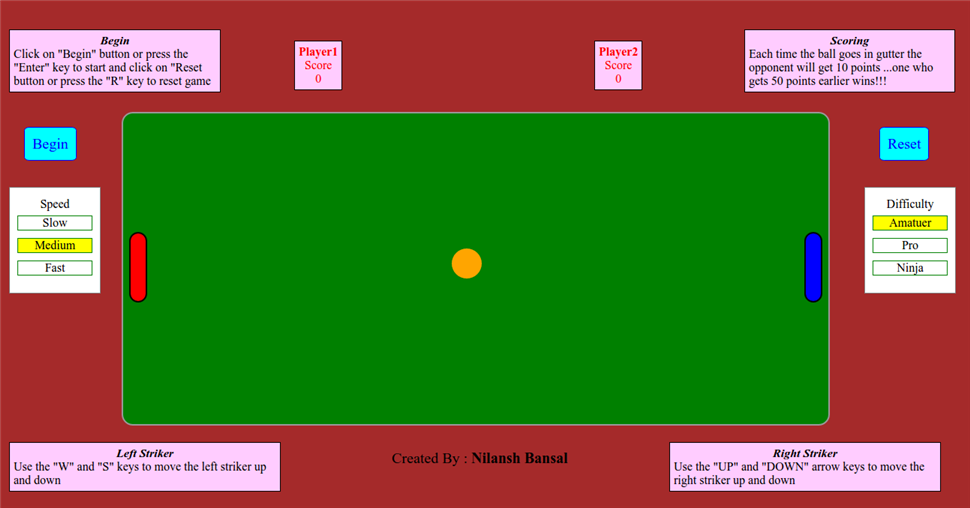 Begin
Click on "Begin" button or press the
"Enter" key to start and click on "Reset
button or press the "R" key to reset game
Player1
Score
0
Player2
Score
0
Scoring
Each time the ball goes in gutter the
opponent will get 10 points ...one who
gets 50 points earlier wins!!!
Begin
Reset
Speed
Slow
Medium
Fast
Difficulty
Amatuer
Pro
Ninja
Left Striker
Use the "W" and "S" keys to move the left striker up
and down
Created By : Nilansh Bansal
Right Striker
Use the "UP" and "DOWN" arrow keys to move the
right striker up and down